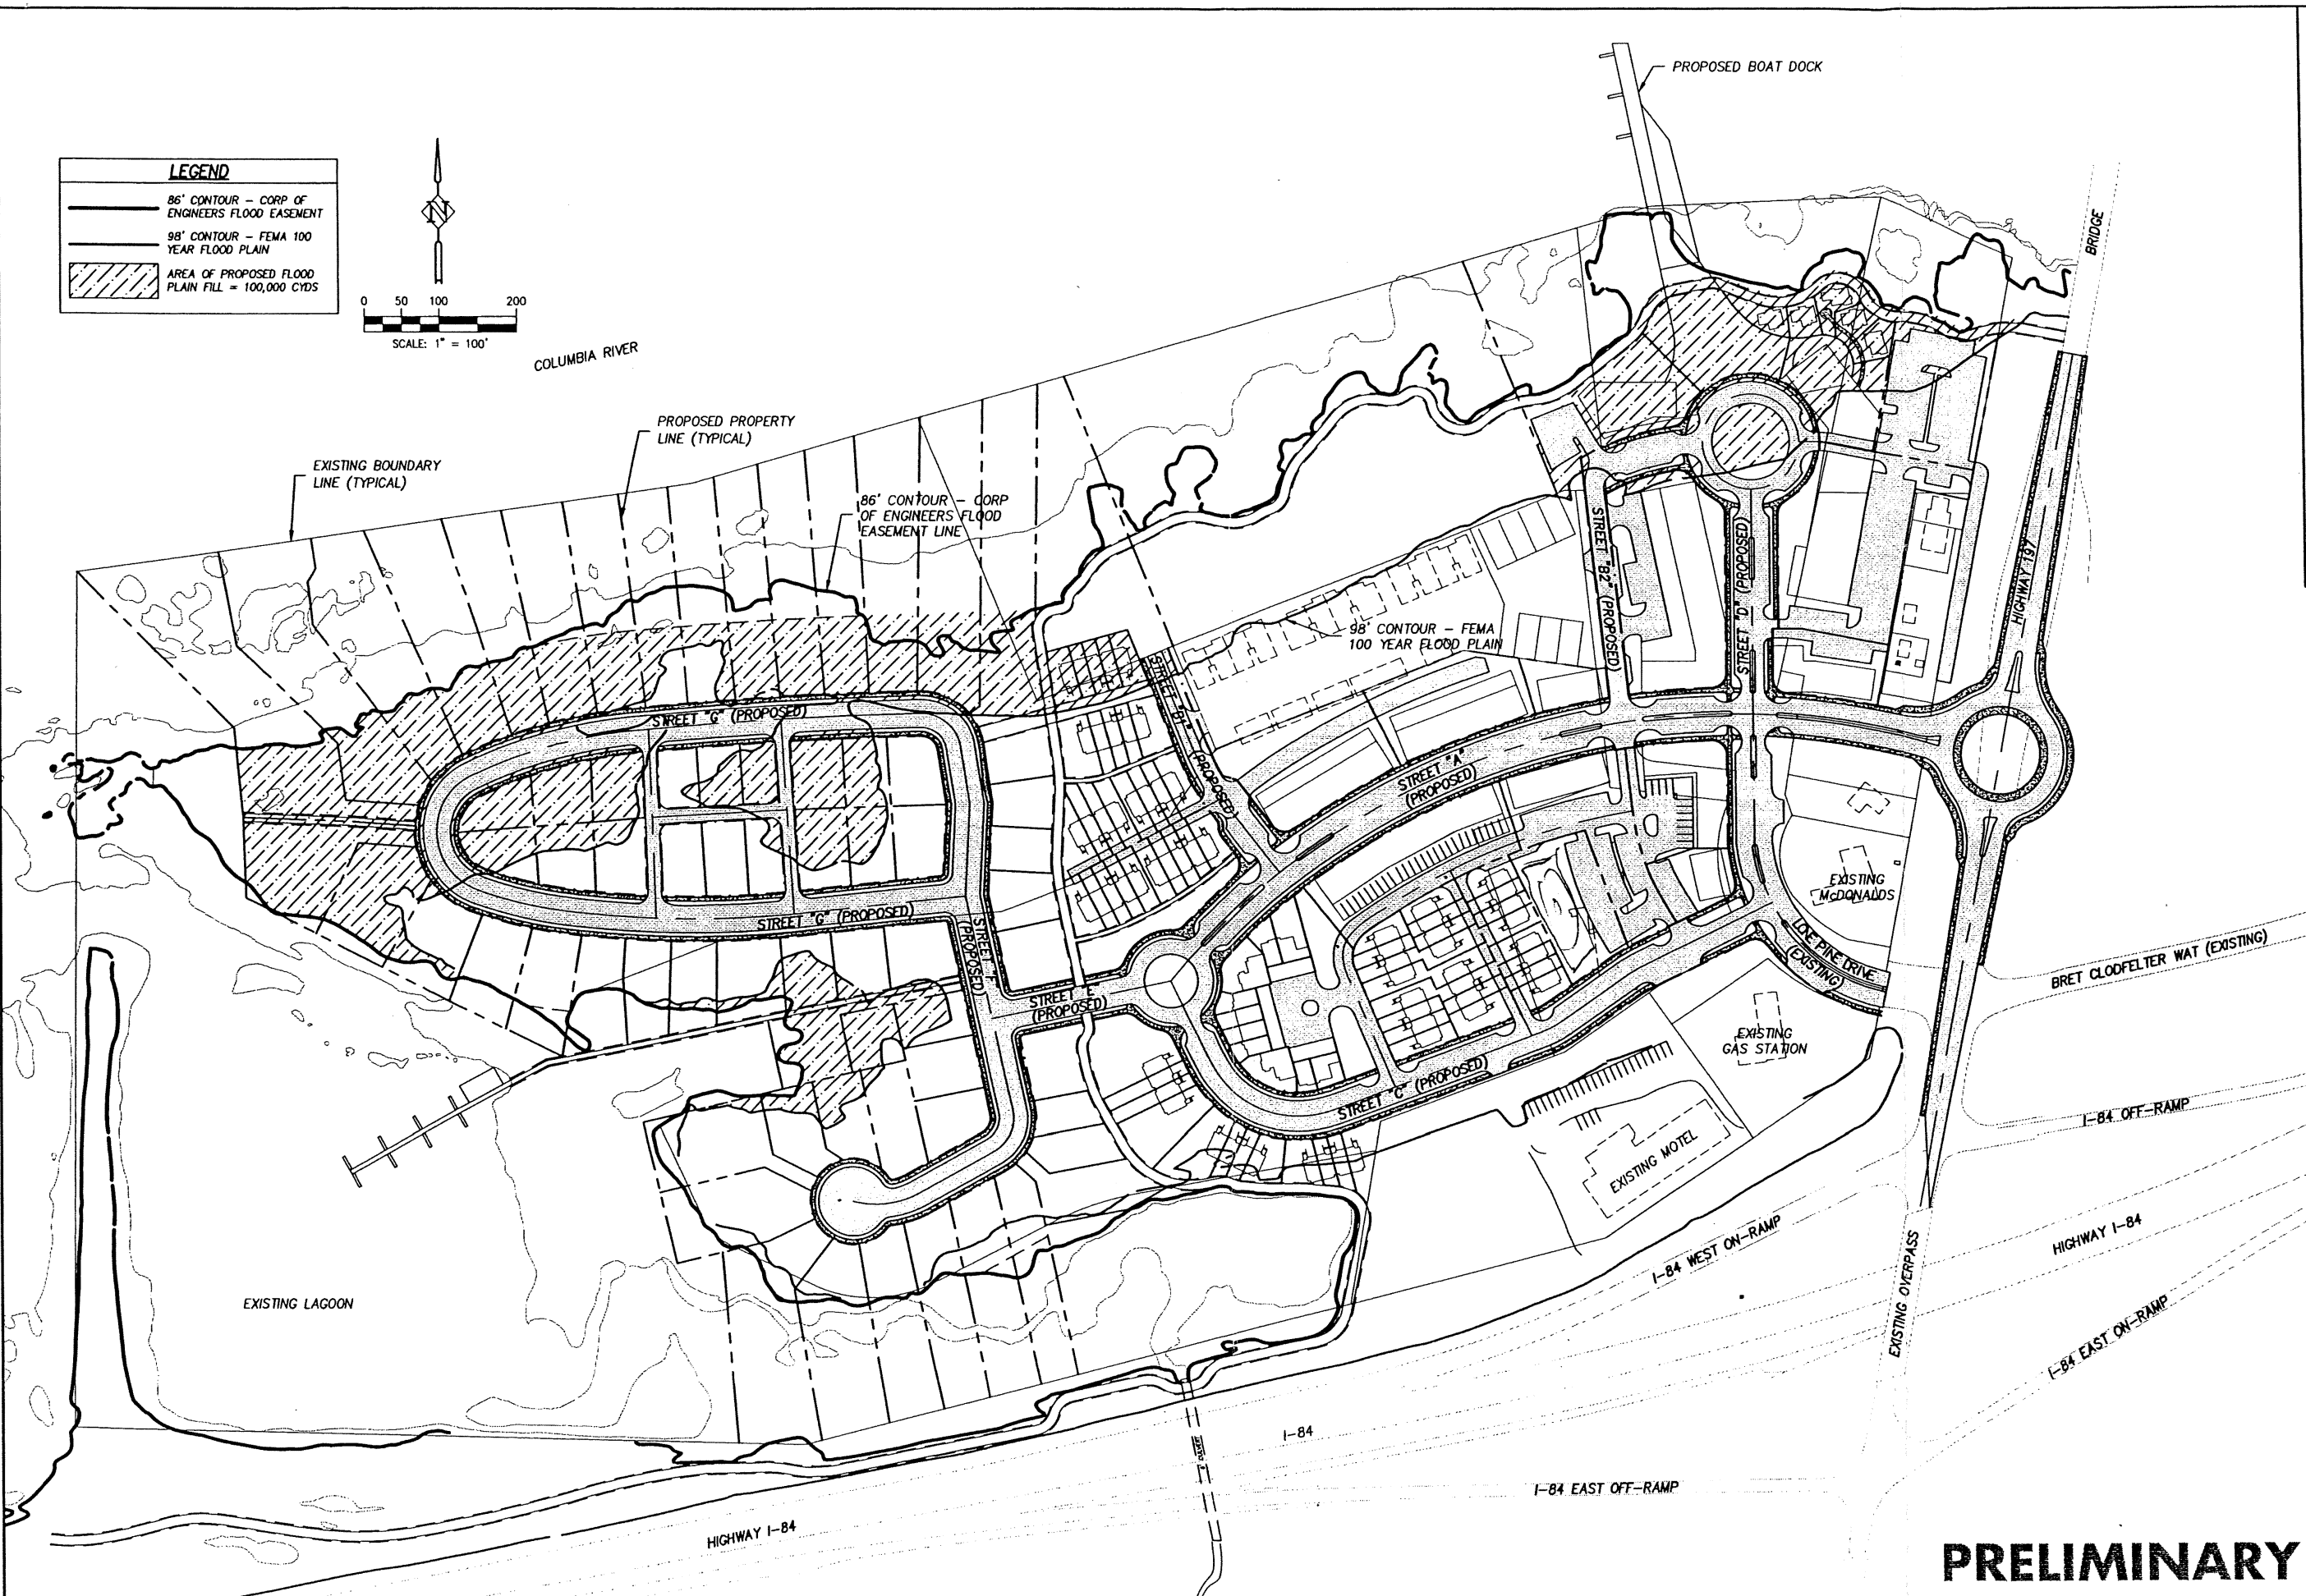 PROPOSED BOAT DOCK
LEGEND
86' CONTOUR – CORP OF
ENGINEERS FLOOD EASEMENT
98' CONTOUR – FEMA 100
YEAR FLOOD PLAIN
AREA OF PROPOSED FLOOD
PLAIN FILL = 100,000 CYDS
N
0 50 100 200
SCALE: 1" = 100'
COLUMBIA RIVER
BRIDGE
PROPOSED PROPERTY
LINE (TYPICAL)
EXISTING BOUNDARY
LINE (TYPICAL)
86' CONTOUR – CORP
OF ENGINEERS FLOOD
EASEMENT LINE
STREET "B2" (PROPOSED)
STREET "D" (PROPOSED)
HIGHWAY 197
98' CONTOUR – FEMA
100 YEAR FLOOD PLAIN
STREET "G" (PROPOSED)
STREET "B1"
(PROPOSED)
STREET "A"
(PROPOSED)
EXISTING
McDONALDS
STREET "G" (PROPOSED)
STREET "F"
(PROPOSED)
LONE PINE DRIVE
(EXISTING)
BRET CLODFELTER WAT (EXISTING)
STREET "E"
(PROPOSED)
EXISTING
GAS STATION
STREET "C" (PROPOSED)
I-84 OFF-RAMP
EXISTING MOTEL
I-84 WEST ON-RAMP
HIGHWAY I-84
EXISTING OVERPASS
EXISTING LAGOON
I-84 EAST ON-RAMP
I-84
I-84 EAST OFF-RAMP
HIGHWAY I-84
PRELIMINARY